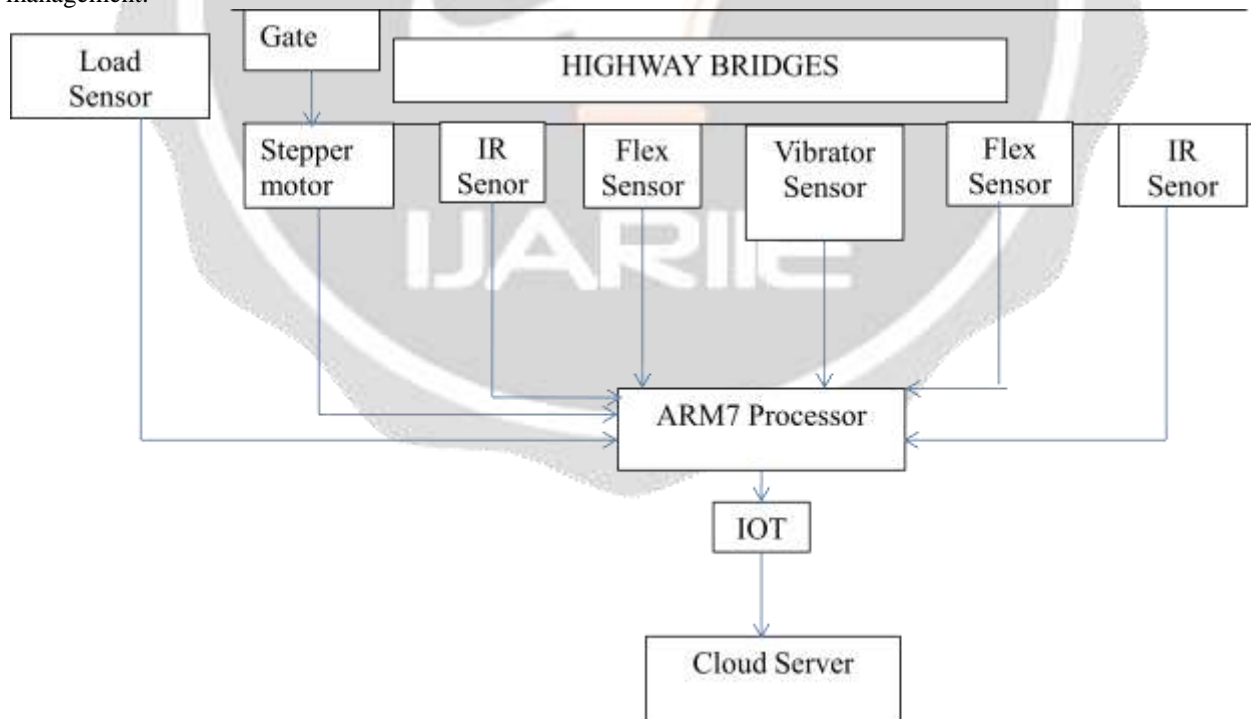 management.
Gate
HIGHWAY BRIDGES
Load
Sensor
Stepper
motor
IR
Senor
Flex
Sensor
Vibrator
Sensor
Flex
Sensor
IR
Senor
IJARIIE
ARM7 Processor
IOT
Cloud Server